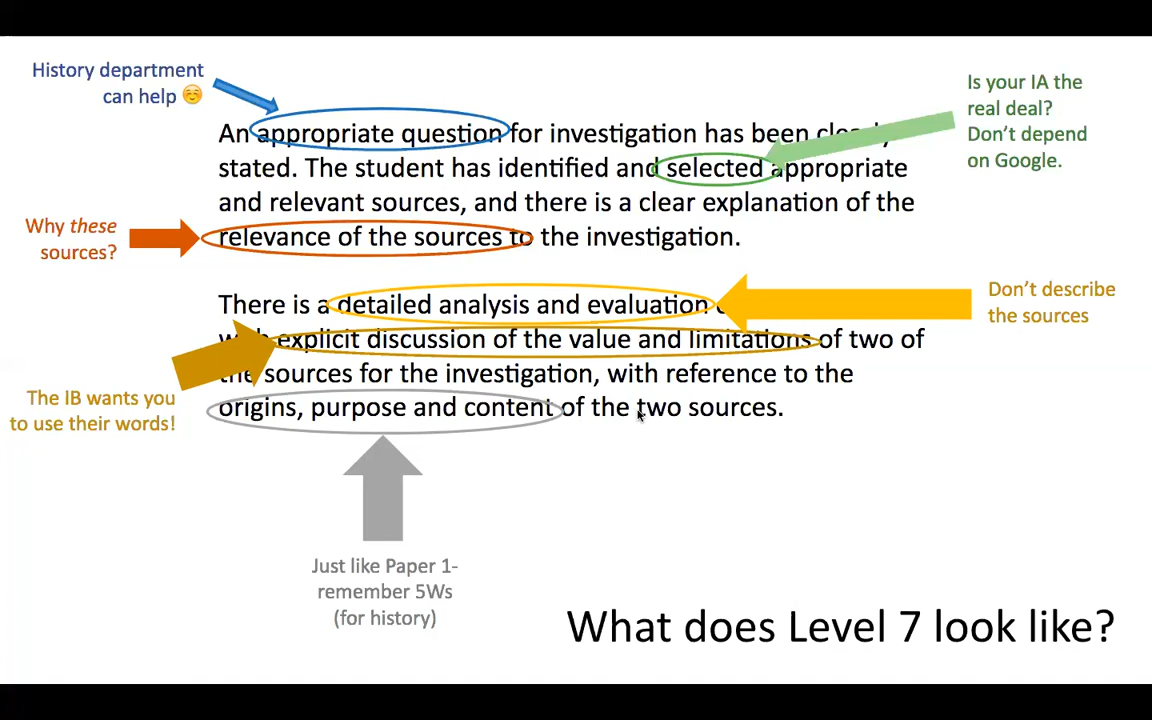 History department
can help
Is your IA the
real deal?
Don't depend
on Google.
An appropriate question for investigation has been clearly
stated. The student has identified and selected appropriate
and relevant sources, and there is a clear explanation of the
relevance of the sources to the investigation.
Why these
sources?
There is a detailed analysis and evaluation
with explicit discussion of the value and limitations of two of
the sources for the investigation, with reference to the
origins, purpose and content of the two sources.
Don't describe
the sources
The IB wants you
to use their words!
Just like Paper 1-
remember 5Ws
(for history)
What does Level 7 look like?